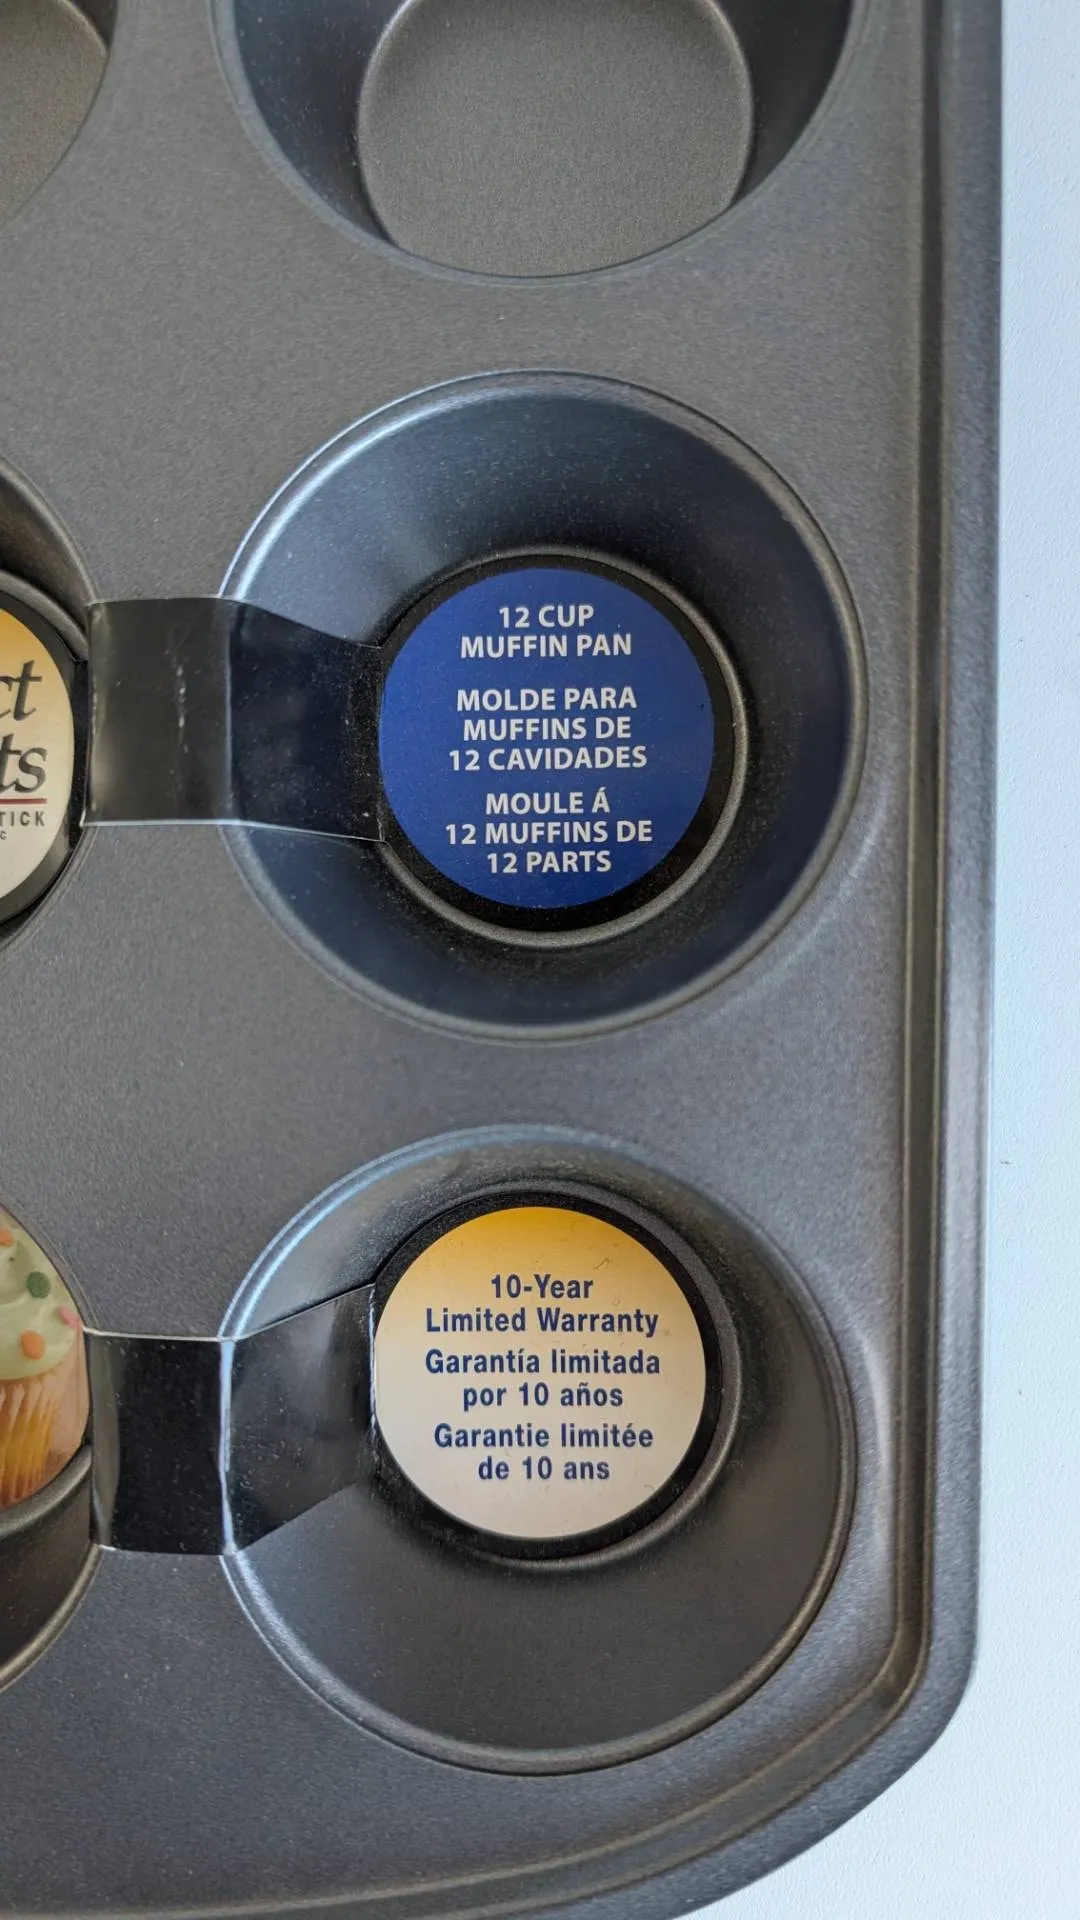 12 CUP
MUFFIN PAN
MOLDE PARA
MUFFINS DE
12 CAVIDADES
MOULE Á
12 MUFFINS DE
12 PARTS
10-Year
Limited Warranty
Garantía limitada
por 10 años
Garantie limitée
de 10 ans